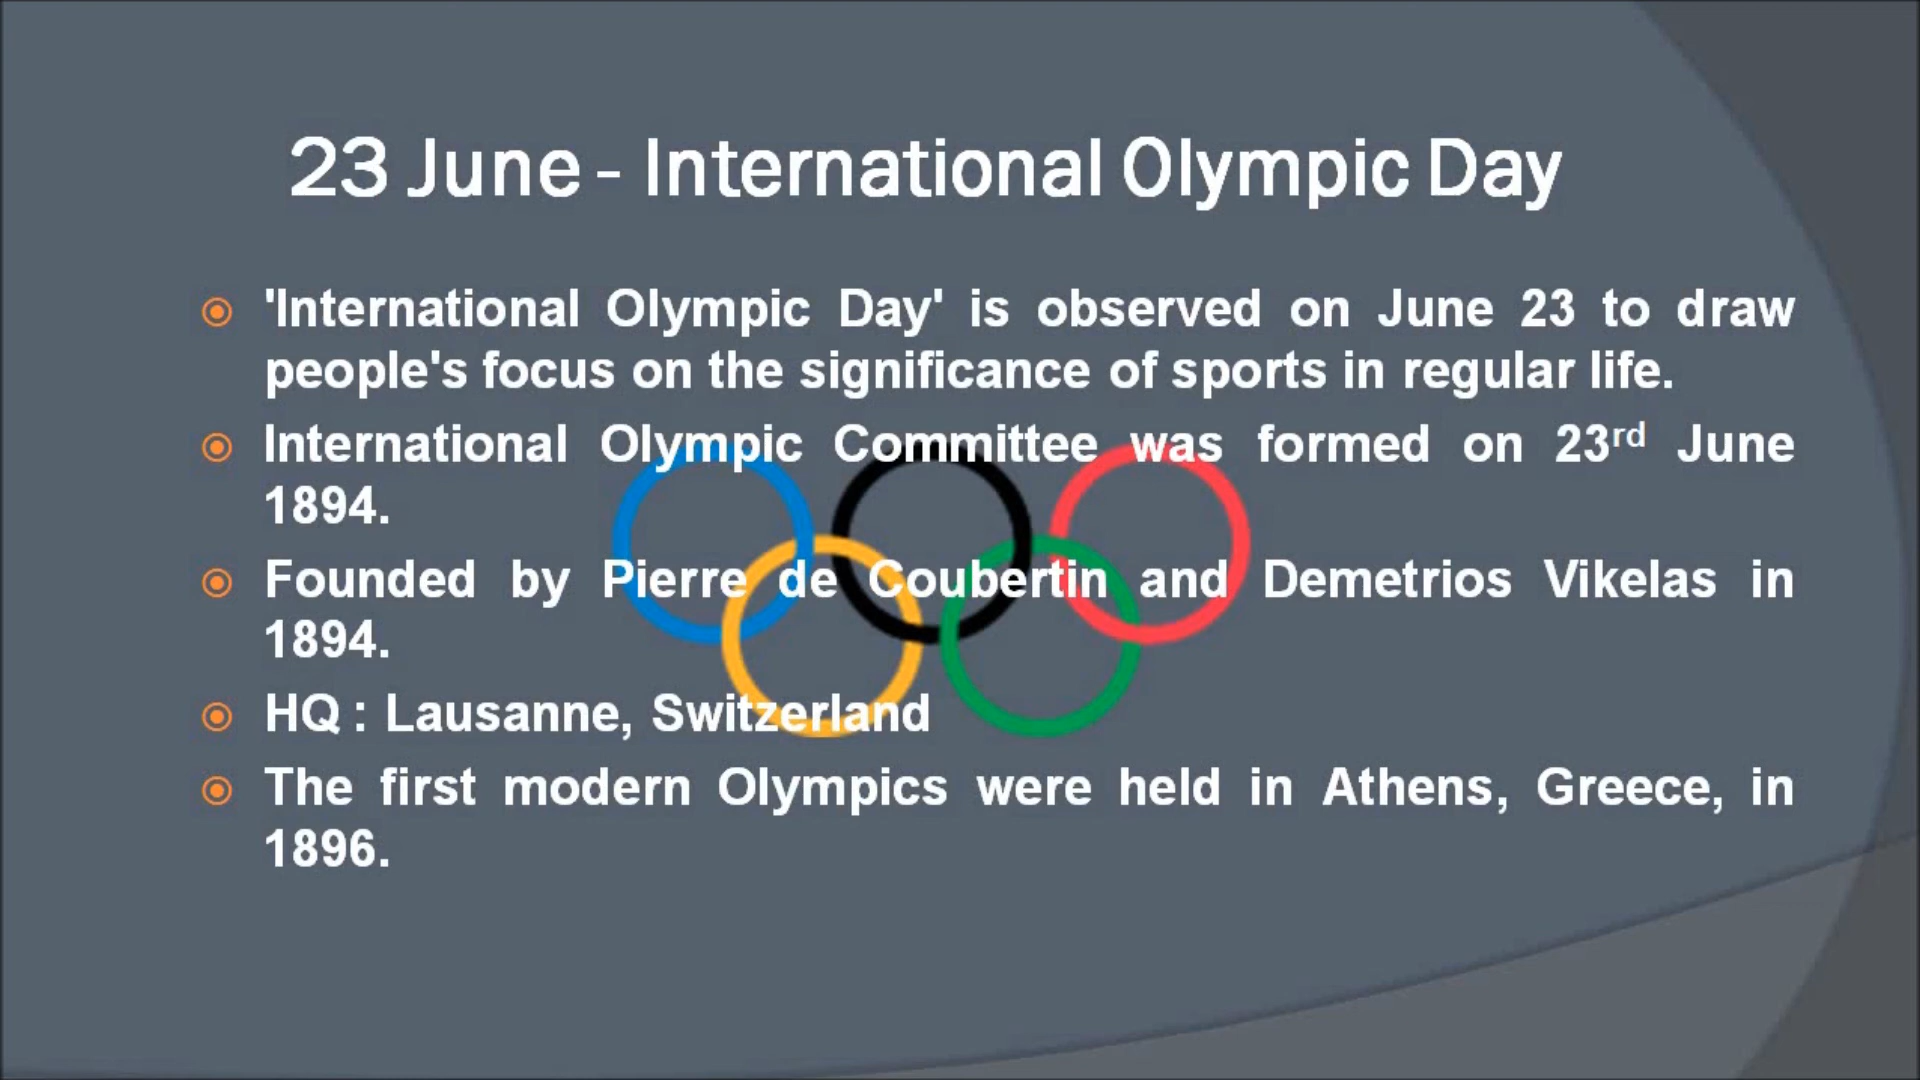 23 June - International Olympic Day
'International Olympic Day' is observed on June 23 to draw
people's focus on the significance of sports in regular life.
International Olympic Committee was formed on 23rd June
1894.
Founded by Pierre de Coubertin and Demetrios Vikelas in
1894.
HQ : Lausanne, Switzerland
The first modern Olympics were held in Athens, Greece, in
1896.